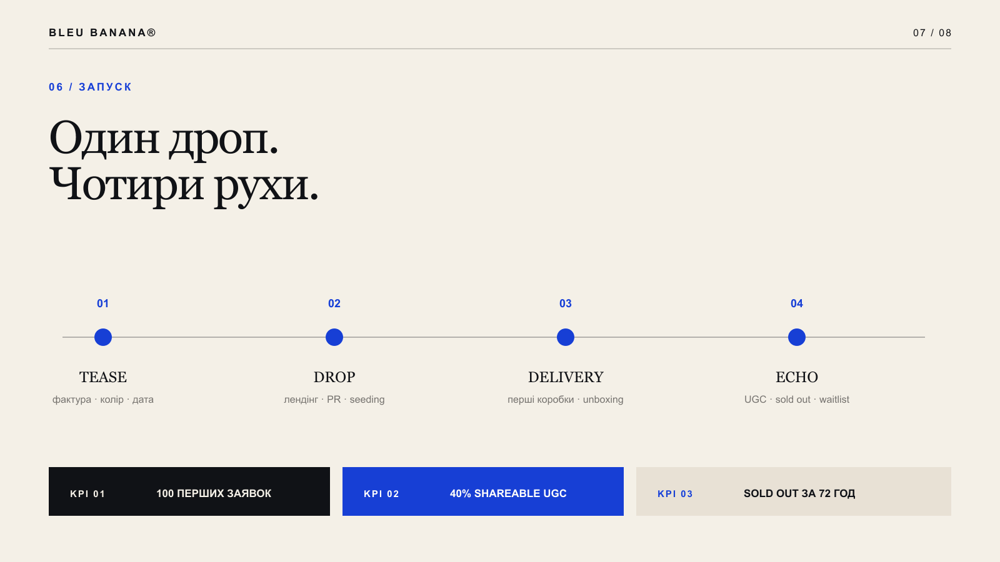 BLEU BANANA®
07 / 08
06 / ЗАПУСК
Один дроп.
Чотири рухи.
01
02
03
04
TEASE
DROP
DELIVERY
ECHO
фактура · колір · дата
лендінг · PR · seeding
перші коробки · unboxing
UGC · sold out · waitlist
KPI 01
100 ПЕРШИХ ЗАЯВОК
KPI 02
40% SHAREABLE UGC
KPI 03
SOLD OUT ЗА 72 ГОД